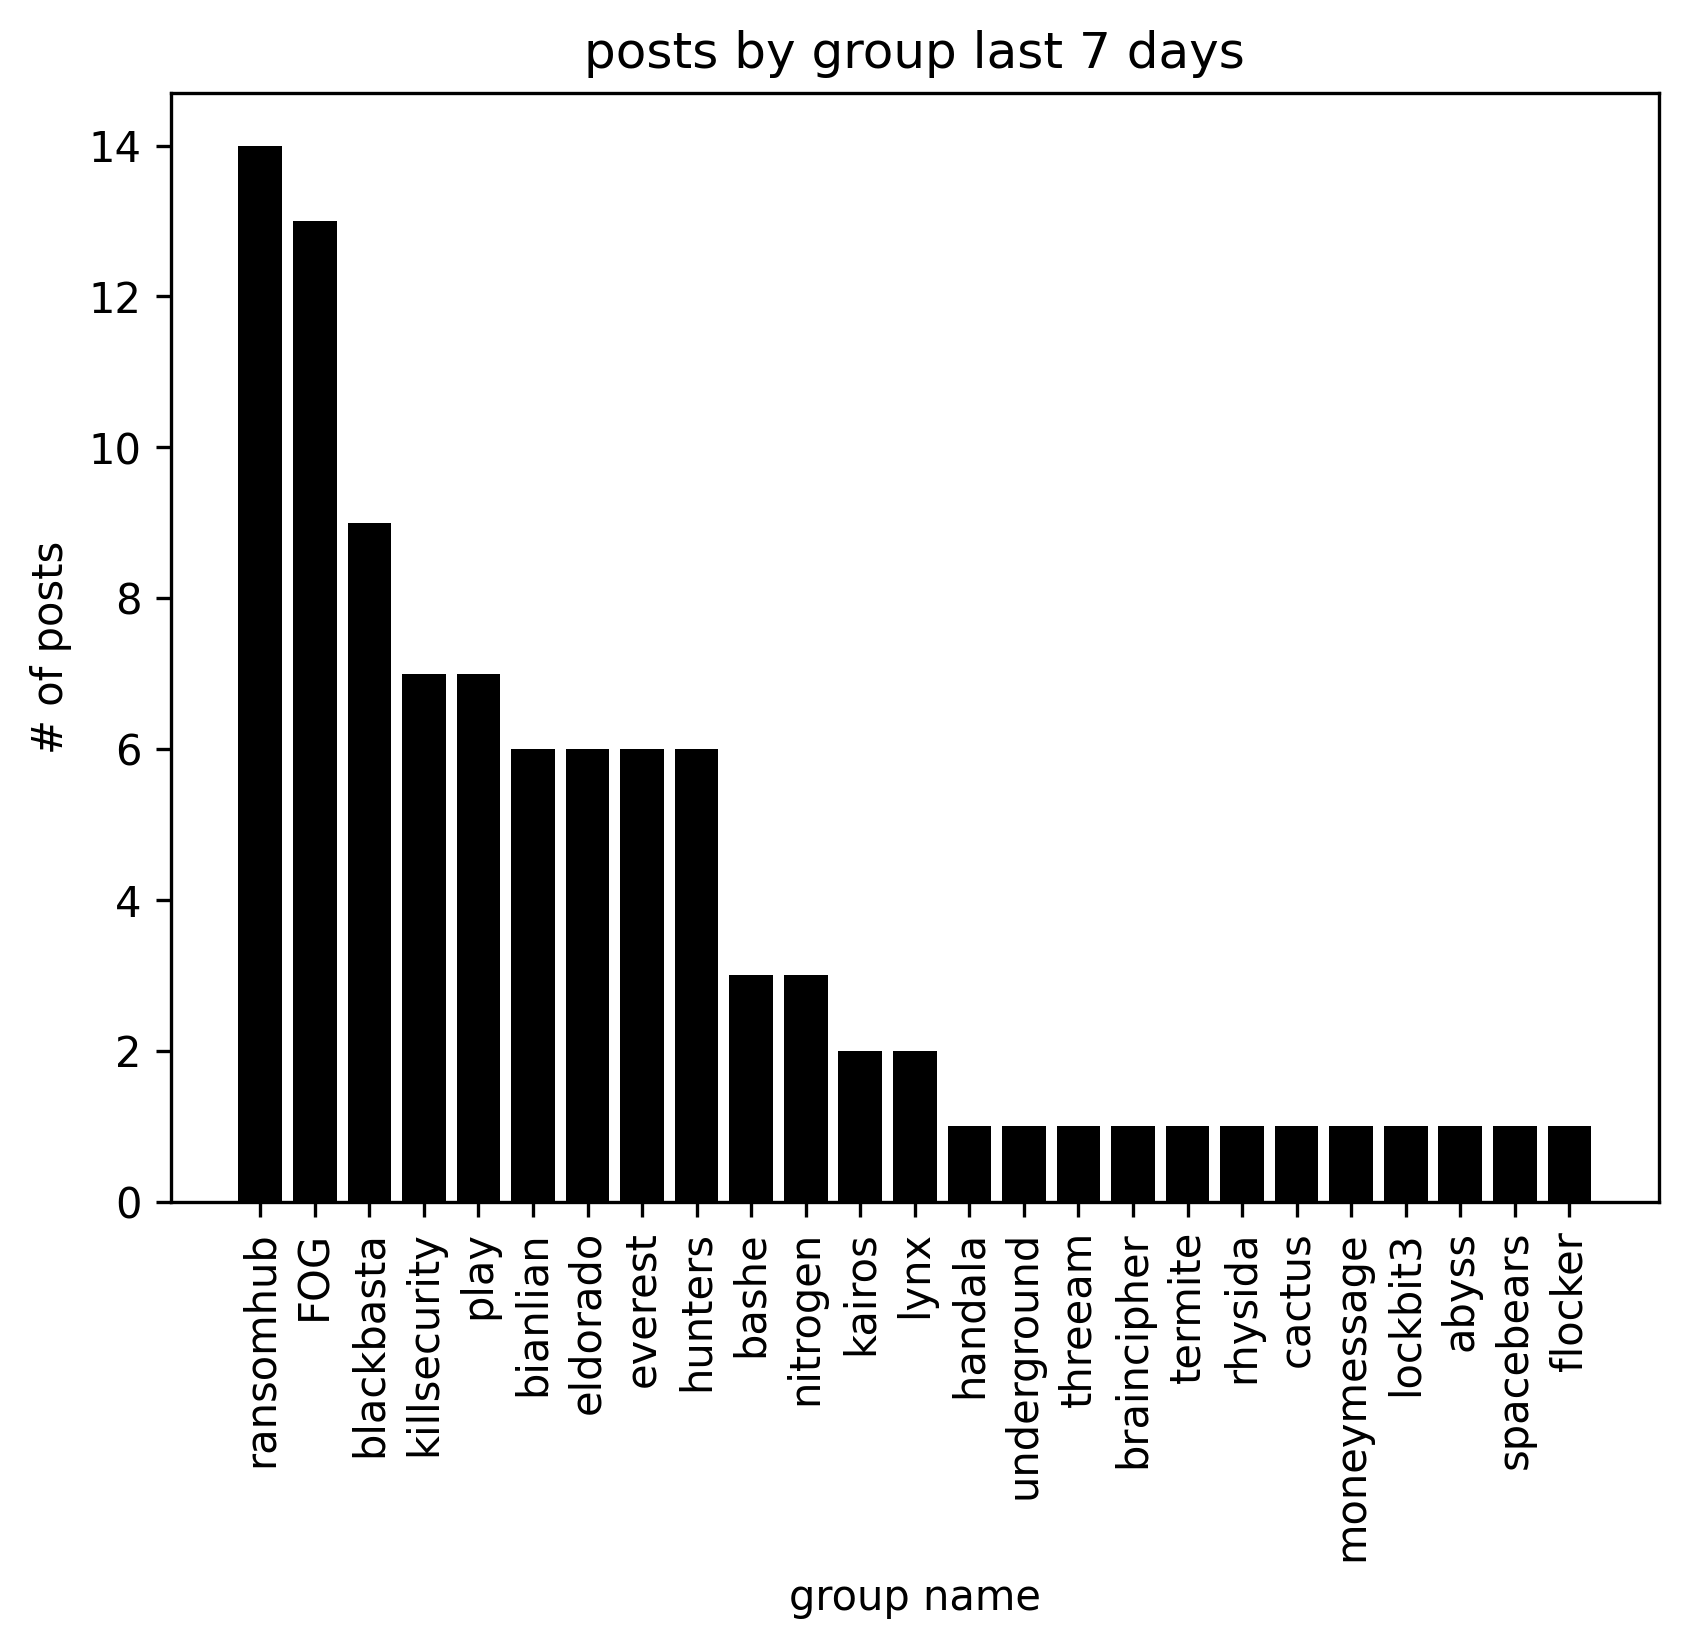 posts by group last 7 days
14
12
10
8
6
4
2
0
# of posts
ransomhub
FOG
blackbasta
killsecurity
play
bianlian
eldorado
everest
hunters
bashe
nitrogen
kairos
lynx
handala
underground
threeam
braincipher
termite
rhysida
cactus
moneymessage
lockbit3
abyss
spacebears
flocker
group name